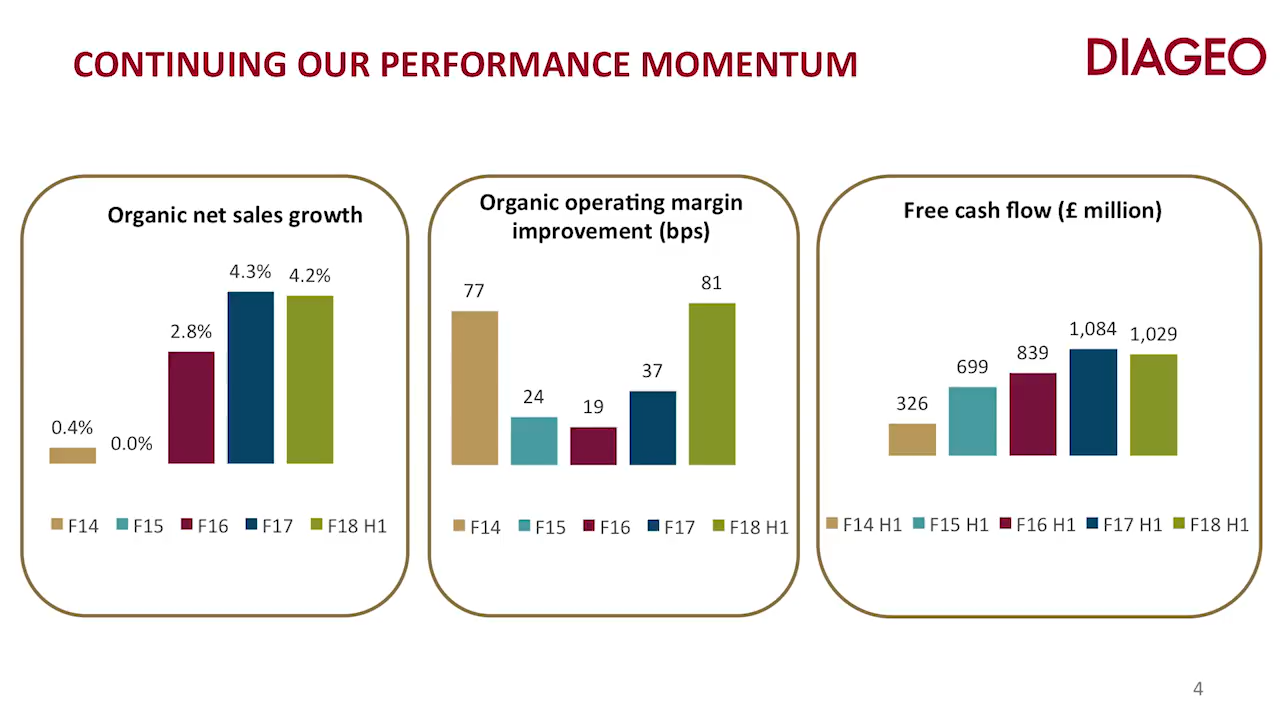 CONTINUING OUR PERFORMANCE MOMENTUM
DIAGEO
Organic net sales growth
0.4%
0.0%
2.8%
4.3%
4.2%
F14 F15 F16 F17 F18 H1
Organic operating margin
improvement (bps)
77
24
19
37
81
F14 F15 F16 F17 F18 H1
Free cash flow (£ million)
326
699
839
1,084
1,029
F14 H1 F15 H1 F16 H1 F17 H1 F18 H1
4